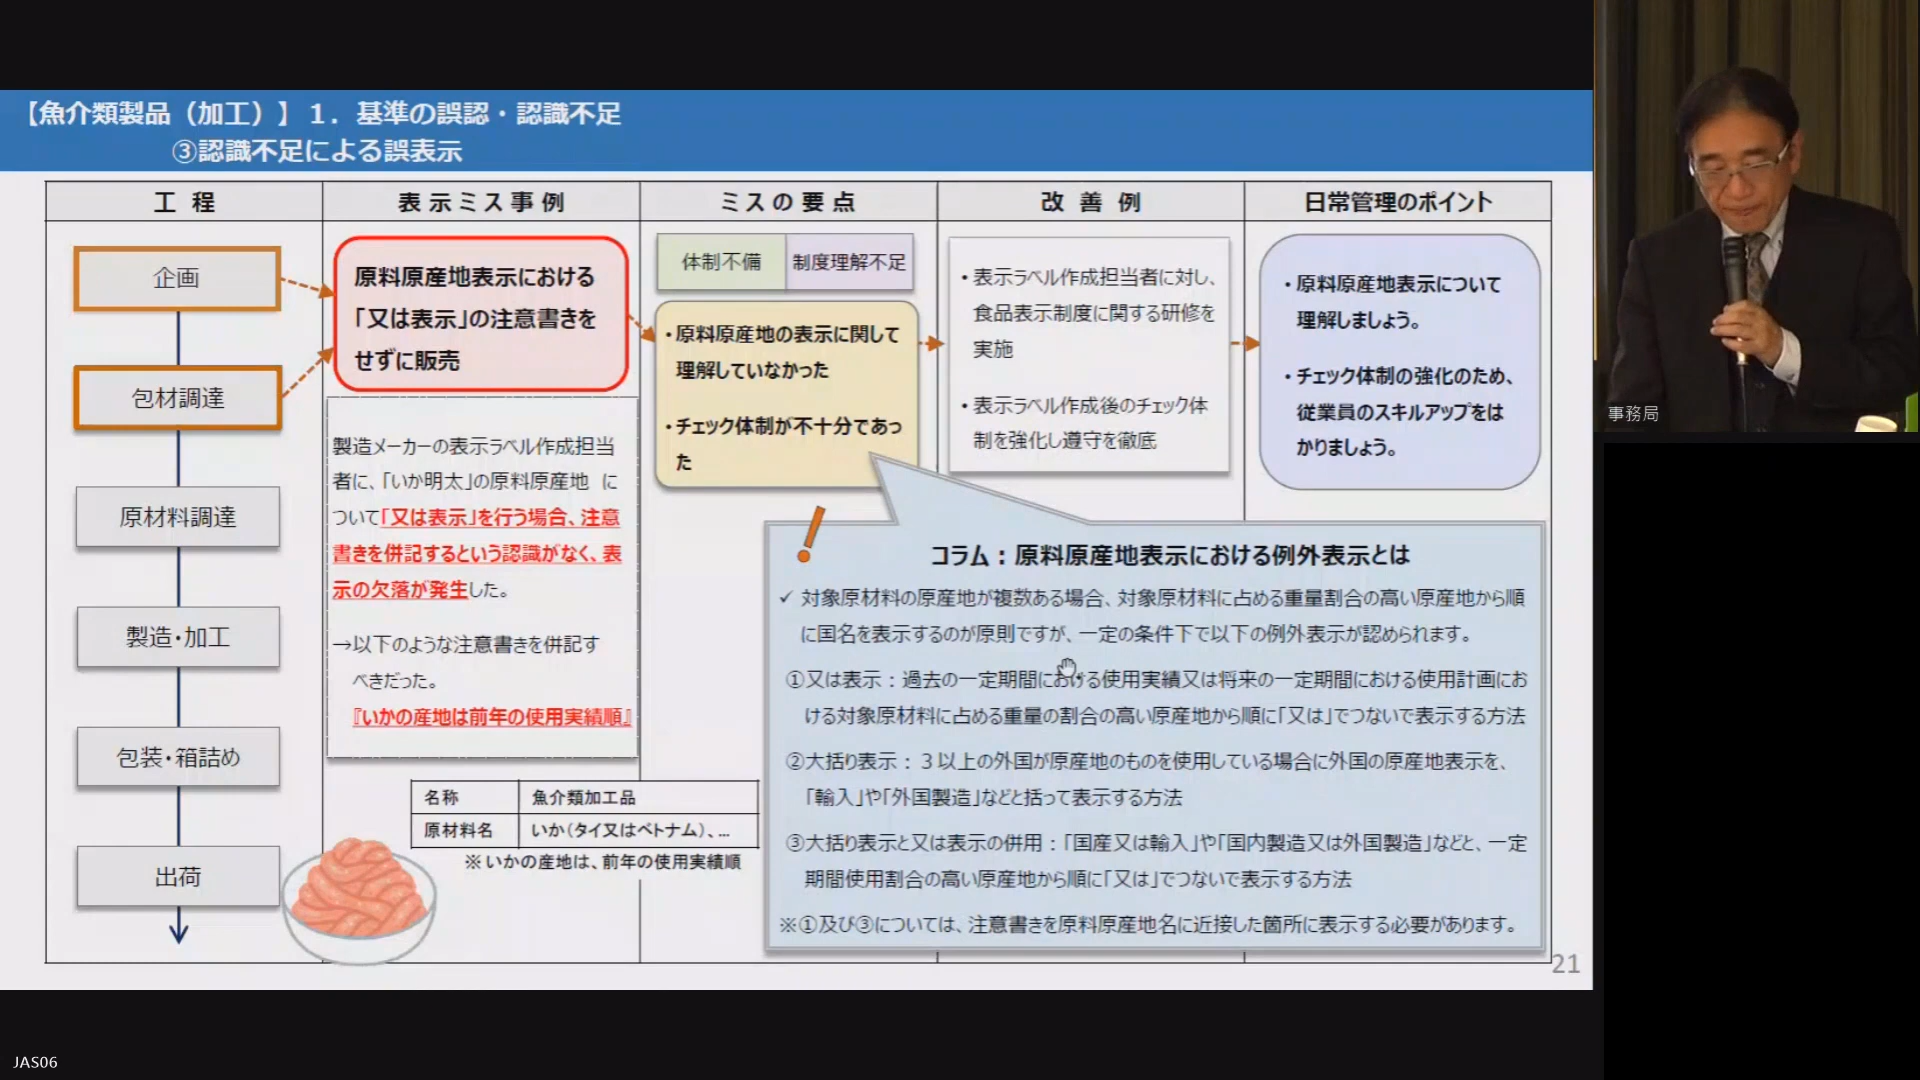 【魚介類製品（加工）】１．基準の誤認・認識不足
③認識不足による誤表示
工 程
表 示 ミ ス 事 例
ミ ス の 要 点
改 善 例
日常管理のポイント
企画
包材調達
原材料調達
製造・加工
包装・箱詰め
出荷
原料原産地表示における
「又は表示」の注意書きを
せずに販売
製造メーカーの表示ラベル作成担当
者に、「いか明太」の原料原産地 に
ついて「又は表示」を行う場合、注意
書きを併記するという認識がなく、表
示の欠落が発生した。
→以下のような注意書きを併記す
べきだった。
『いかの産地は前年の使用実績順』
名称 魚介類加工品
原材料名 いか（タイ又はベトナム）、…
※いかの産地は、前年の使用実績順
体制不備 制度理解不足
・原料原産地の表示に関して
理解していなかった
・チェック体制が不十分であっ
た
・表示ラベル作成担当者に対し、
食品表示制度に関する研修を
実施
・表示ラベル作成後のチェック体
制を強化し遵守を徹底
・原料原産地表示について
理解しましょう。
・チェック体制の強化のため、
従業員のスキルアップをは
かりましょう。
コラム：原料原産地表示における例外表示とは
✓ 対象原材料の原産地が複数ある場合、対象原材料に占める重量割合の高い原産地から順
に国名を表示するのが原則ですが、一定の条件下で以下の例外表示が認められます。
①又は表示：過去の一定期間における使用実績又は将来の一定期間における使用計画にお
ける対象原材料に占める重量の割合の高い原産地から順に「又は」でつないで表示する方法
②大括り表示：３以上の外国が原産地のものを使用している場合に外国の原産地表示を、
「輸入」や「外国製造」などと括って表示する方法
③大括り表示と又は表示の併用：「国産又は輸入」や「国内製造又は外国製造」などと、一定
期間使用割合の高い原産地から順に「又は」でつないで表示する方法
※①及び③については、注意書きを原料原産地名に近接した箇所に表示する必要があります。
21
事務局
JAS06